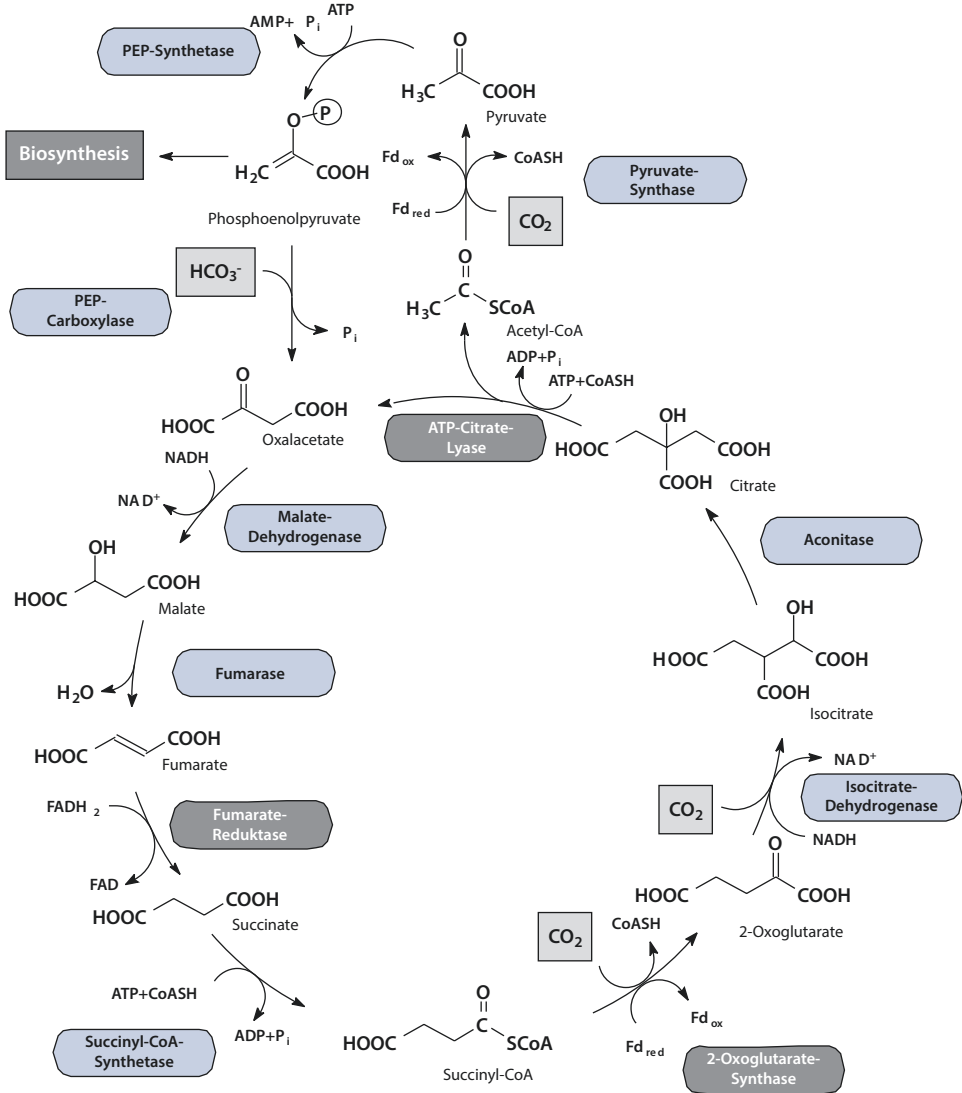 AMP+ Pi ATP
PEP-Synthetase
O
H3C COOH
Pyruvate
O P
H2C COOH
Phosphoenolpyruvate
Biosynthesis
Fdox CoASH
Fdred CO2
Pyruvate-
Synthase
HCO3-
PEP-
Carboxylase
Pi
O
H3C C SCoA
Acetyl-CoA
ADP+Pi
ATP+CoASH
O
HOOC COOH
Oxalacetate
ATP-Citrate-
Lyase
OH
HOOC COOH
COOH
Citrate
NADH
NAD+
Malate-
Dehydrogenase
Aconitase
OH
HOOC COOH
Malate
OH
HOOC COOH
COOH
Isocitrate
H2O
Fumarase
HOOC COOH
Fumarate
NAD+
CO2
Isocitrate-
Dehydrogenase
NADH
FADH2
Fumarate-
Reduktase
FAD
O
HOOC COOH
2-Oxoglutarate
HOOC COOH
Succinate
CO2
CoASH
ATP+CoASH
ADP+Pi
Succinyl-CoA-
Synthetase
O
HOOC C SCoA
Succinyl-CoA
Fdox
Fdred
2-Oxoglutarate-
Synthase